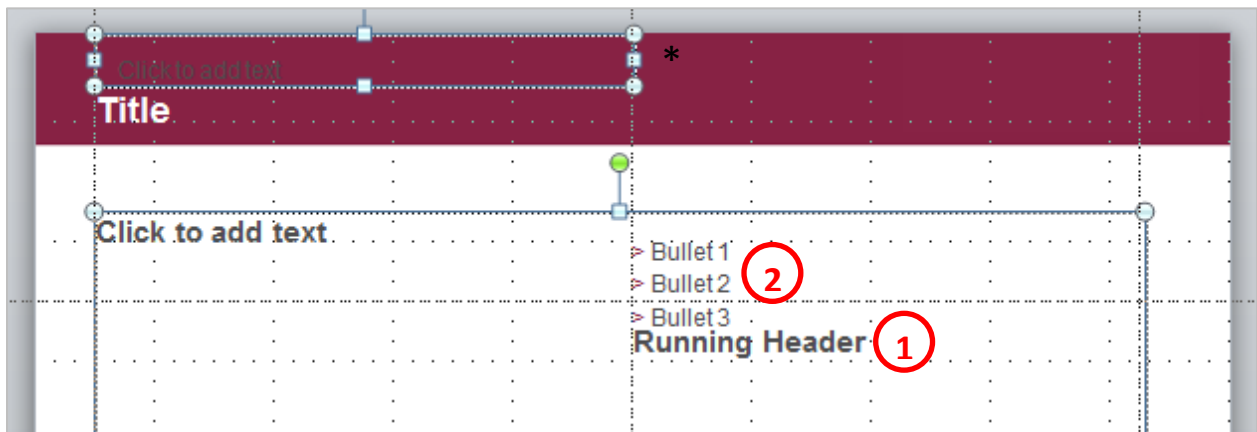 Click to add text *
Title
Click to add text
> Bullet 1
> Bullet 2 2
> Bullet 3
Running Header 1